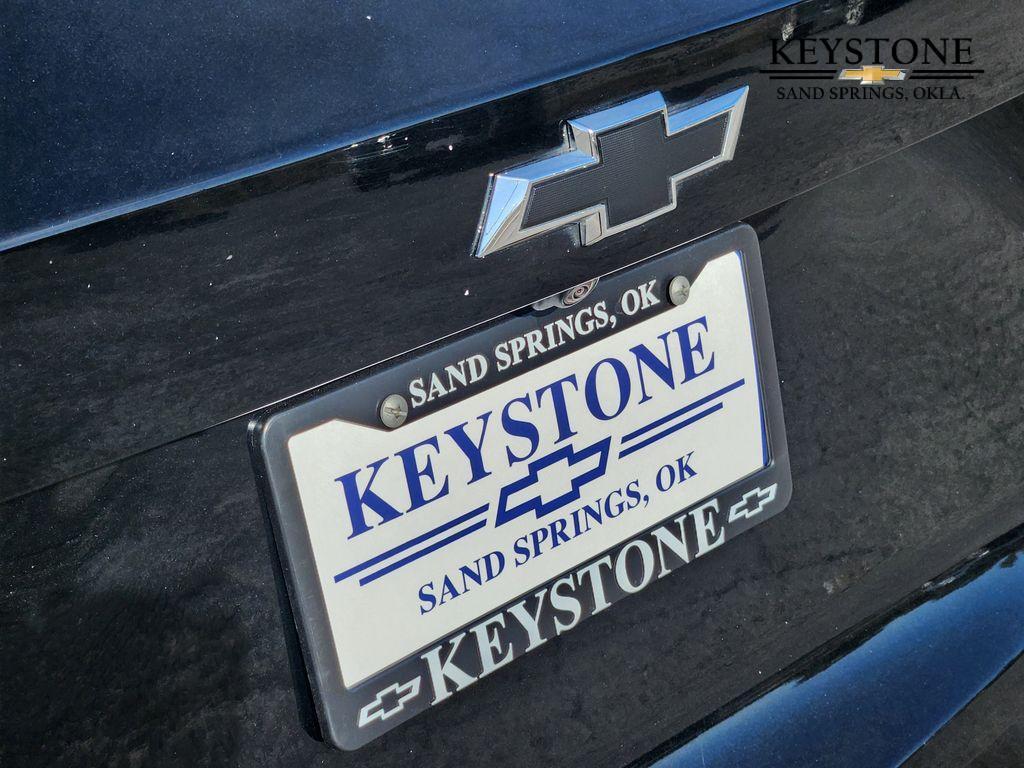 KEYSTONE
SAND SPRINGS, OKLA.
SAND SPRINGS, OK
KEYSTONE
SAND SPRINGS, OK
KEYSTONE